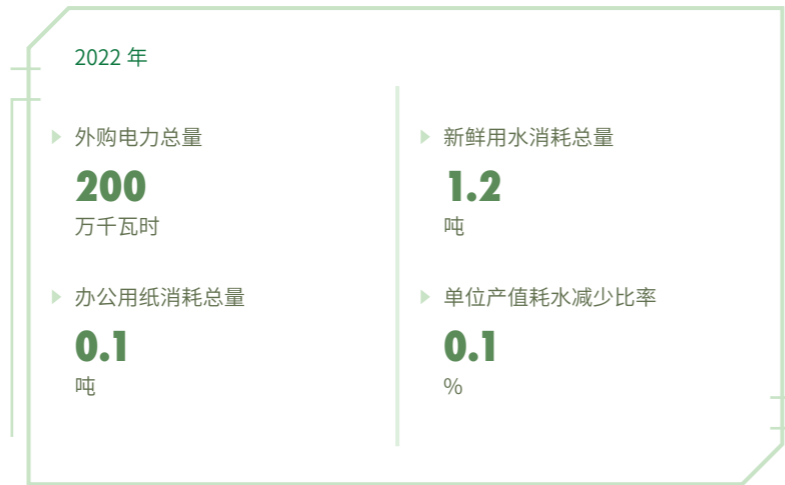 2022 年
外购电力总量
200
万千瓦时
新鲜用水消耗总量
1.2
吨
办公用纸消耗总量
0.1
吨
单位产值耗水减少比率
0.1
%